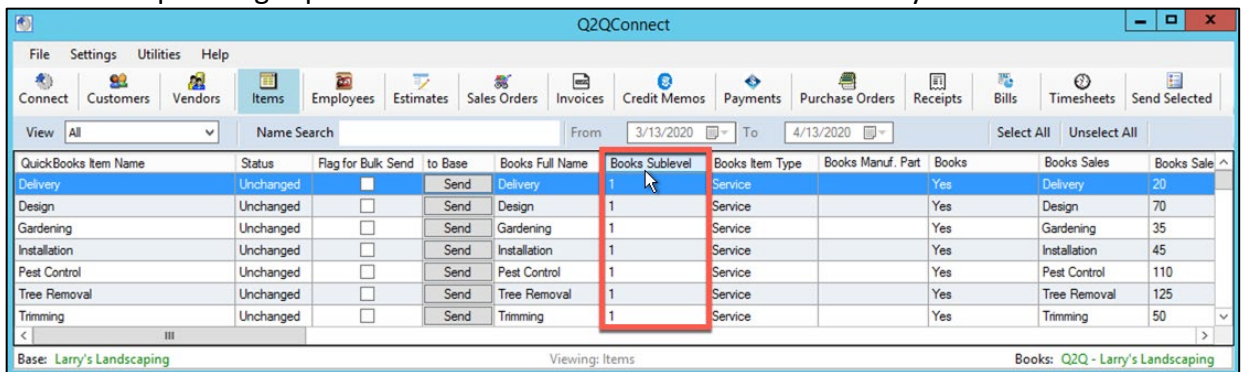 Q2QConnect
File Settings Utilities Help
Connect Customers Vendors Items Employees Estimates Sales Orders Invoices Credit Memos Payments Purchase Orders Receipts Bills Timesheets Send Selected
View All Name Search From 3/13/2020 To 4/13/2020 Select All Unselect All
QuickBooks Item Name Status Flag for Bulk Send to Base Books Full Name Books Sublevel Books Item Type Books Manuf. Part Books Books Sales Books Sale
Delivery Unchanged Send Delivery 1 Service Yes Delivery 20
Design Unchanged Send Design 1 Service Yes Design 70
Gardening Unchanged Send Gardening 1 Service Yes Gardening 35
Installation Unchanged Send Installation 1 Service Yes Installation 45
Pest Control Unchanged Send Pest Control 1 Service Yes Pest Control 110
Tree Removal Unchanged Send Tree Removal 1 Service Yes Tree Removal 125
Trimming Unchanged Send Trimming 1 Service Yes Trimming 50
Base: Larry's Landscaping Viewing: Items Books: Q2Q - Larry's Landscaping